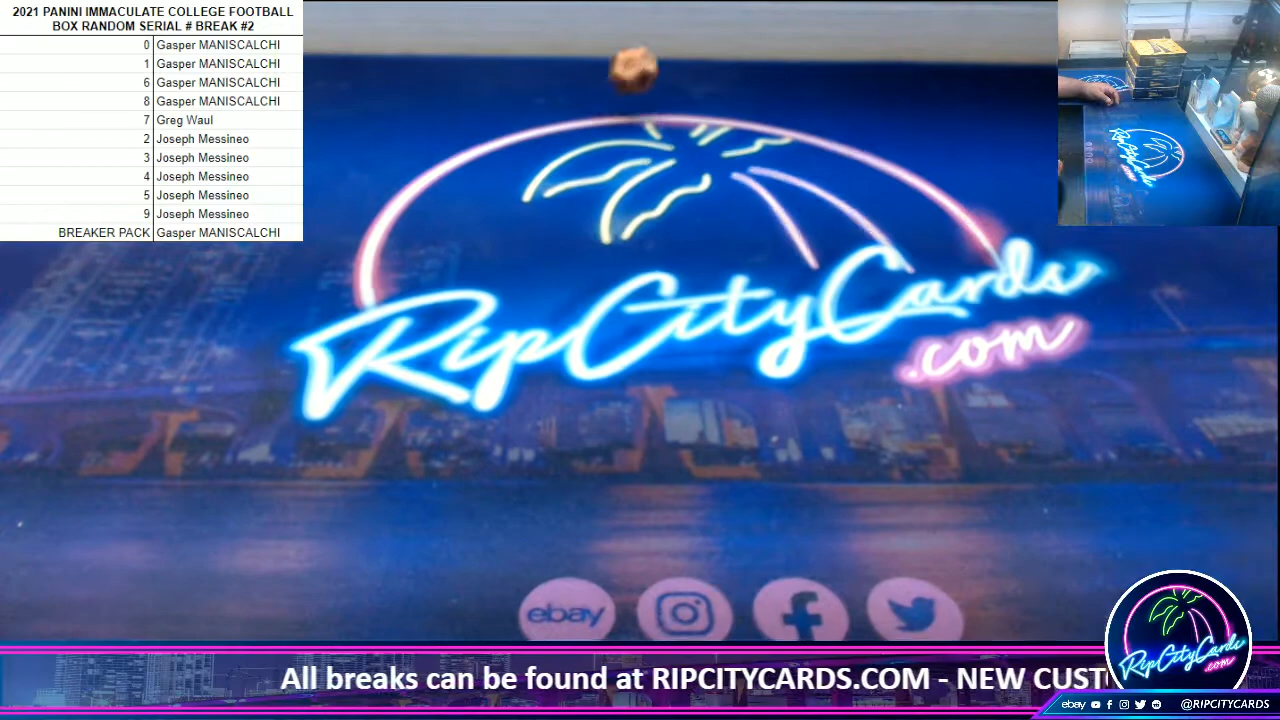 2021 PANINI IMMACULATE COLLEGE FOOTBALL
BOX RANDOM SERIAL # BREAK #2
0 Gasper MANISCALCHI
1 Gasper MANISCALCHI
6 Gasper MANISCALCHI
8 Gasper MANISCALCHI
7 Greg Waul
2 Joseph Messineo
3 Joseph Messineo
4 Joseph Messineo
5 Joseph Messineo
9 Joseph Messineo
BREAKER PACK Gasper MANISCALCHI
RipCityCards
.com
RipCityCards
ebay
All breaks can be found at RIPCITYCARDS.COM - NEW CUST
RipCityCards
.com
ebay @RIPCITYCARDS